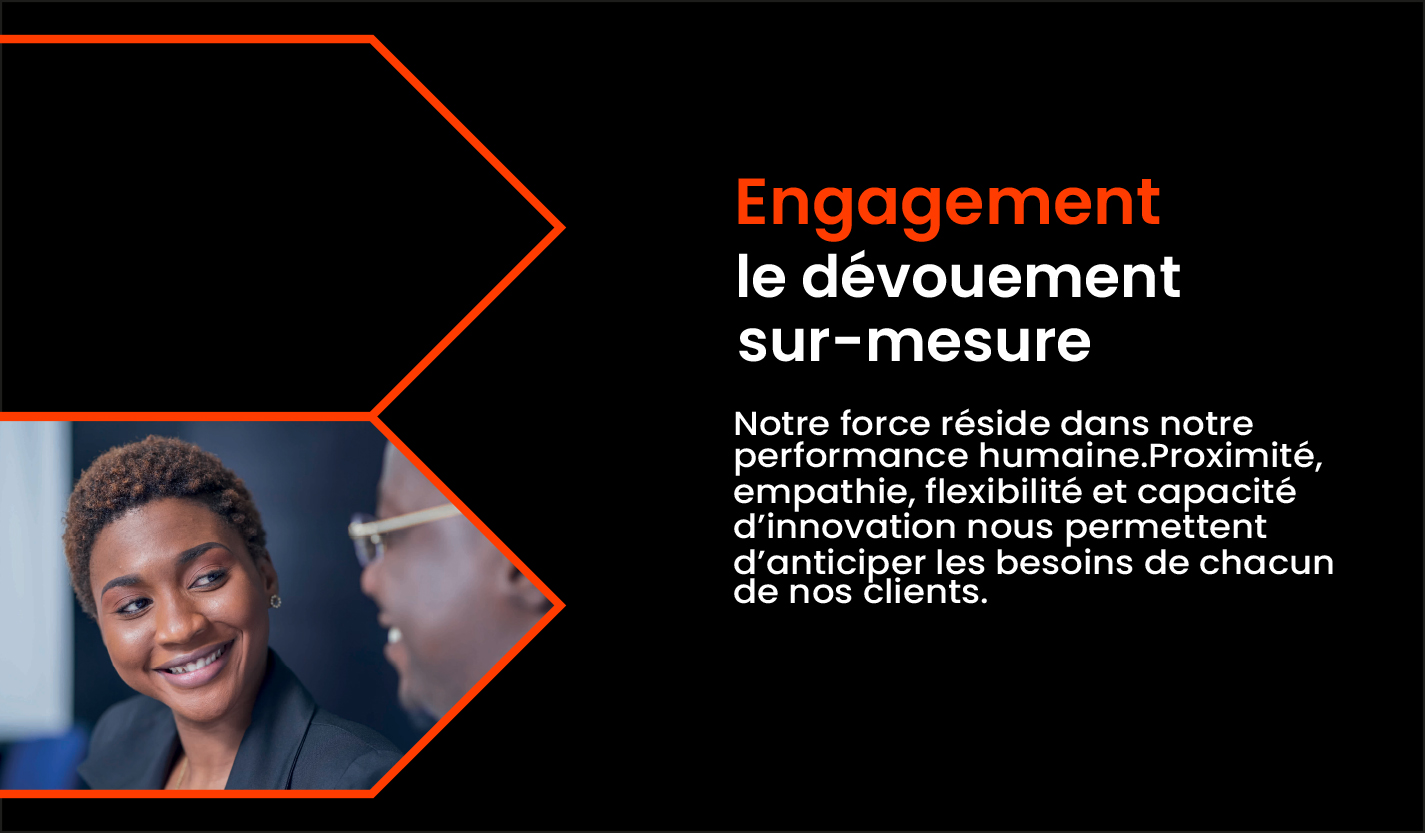 Engagement
le dévouement
sur-mesure
Notre force réside dans notre
performance humaine.Proximité,
empathie, flexibilité et capacité
d’innovation nous permettent
d’anticiper les besoins de chacun
de nos clients.